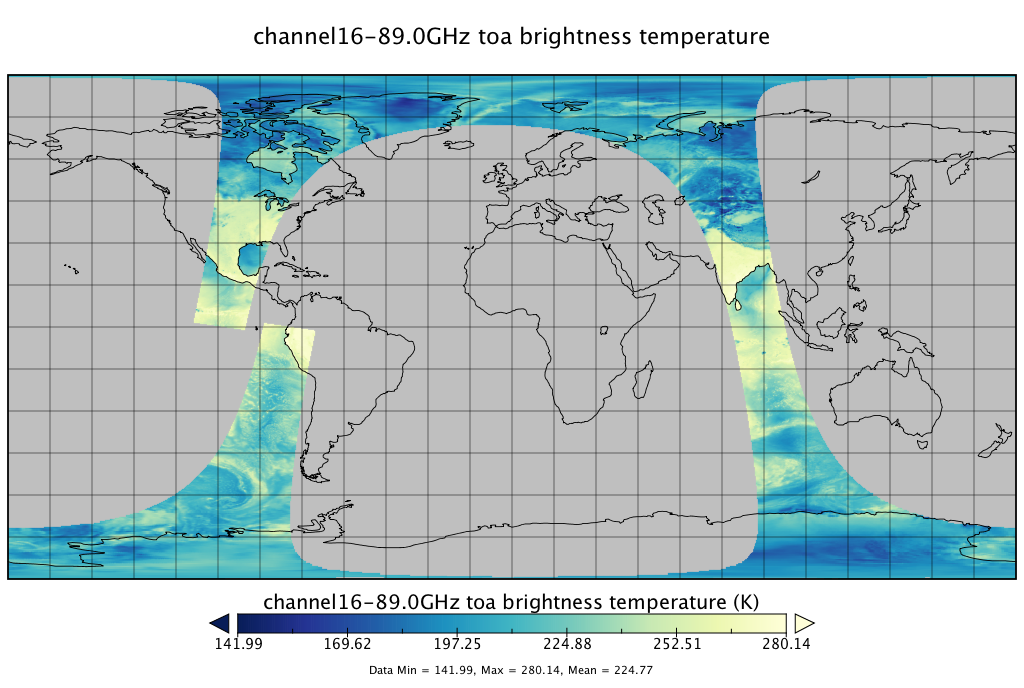 channel16-89.0GHz toa brightness temperature
channel16-89.0GHz toa brightness temperature (K)
141.99 169.62 197.25 224.88 252.51 280.14
Data Min = 141.99, Max = 280.14, Mean = 224.77